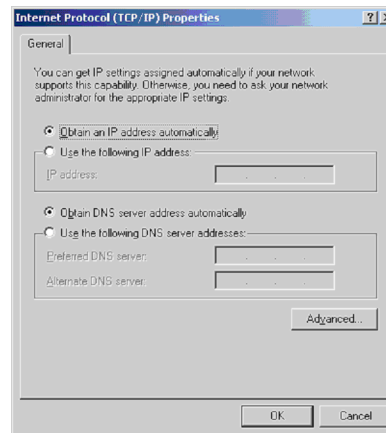 Internet Protocol (TCP/IP) Properties
General
You can get IP settings assigned automatically if your network
supports this capability. Otherwise, you need to ask your network
administrator for the appropriate IP settings.
Obtain an IP address automatically
Use the following IP address:
IP address:
Obtain DNS server address automatically
Use the following DNS server addresses:
Preferred DNS server:
Alternate DNS server:
Advanced...
OK Cancel